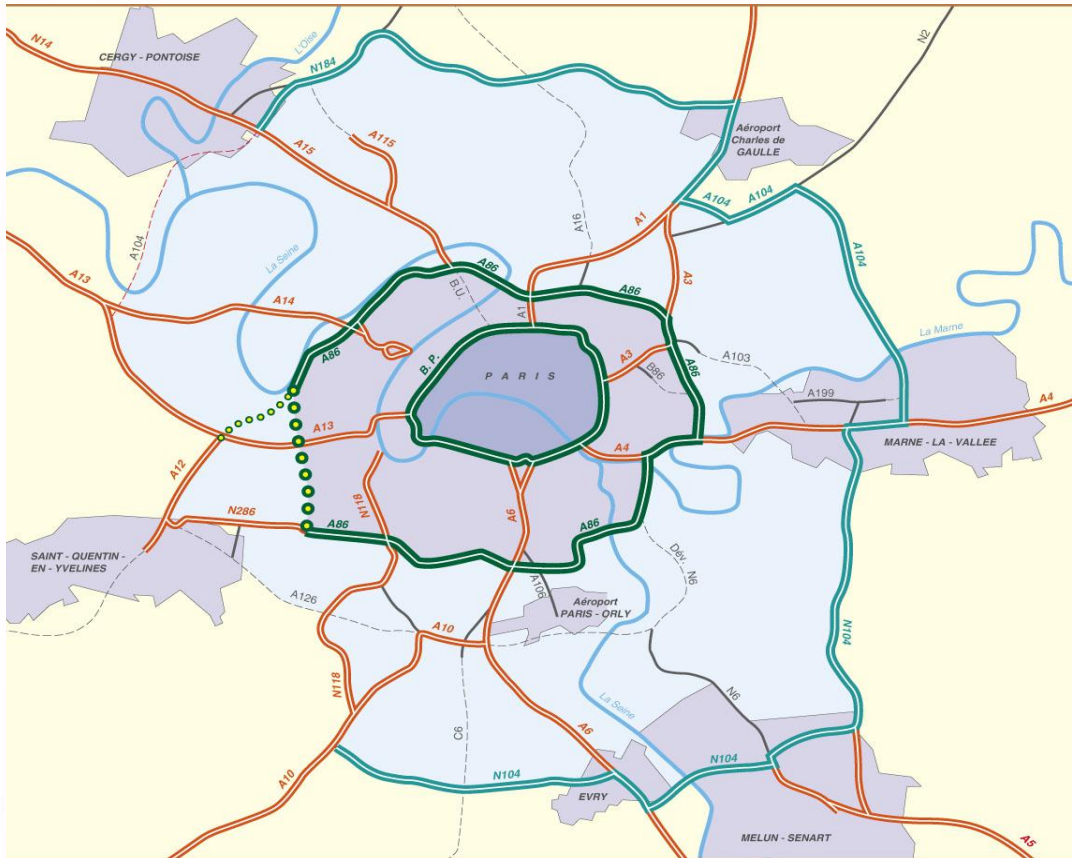 N14
CERGY - PONTOISE
L'Oise
N184
N2
A15
A115
Aéroport
Charles de
GAULLE
A104
A104
A1
A16
A104
A104
A13
La Seine
A86
B.U.
A14
A1
A86
A3
La Marne
A86
B. P.
PARIS
A3
B86
A86
A103
A199
A4
A13
A4
MARNE - LA - VALLEE
A12
N118
A6
N286
A86
A86
SAINT - QUENTIN -
EN - YVELINES
Dév. N6
A126
A106
Aéroport
PARIS - ORLY
A10
N104
N118
C6
La Seine
N6
A6
A10
N104
N104
EVRY
MELUN - SENART
A5